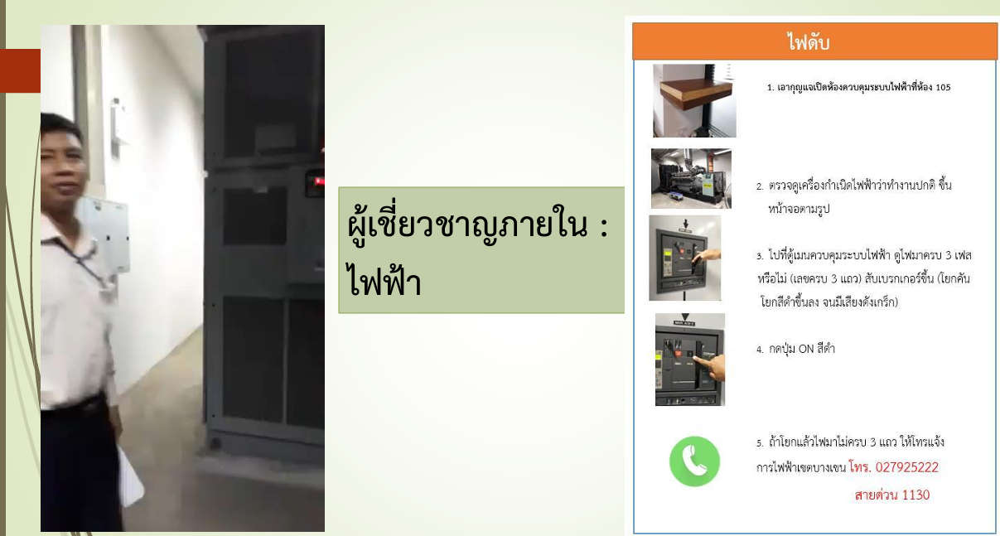 ผู้เชี่ยวชาญภายใน :
ไฟฟ้า
ไฟดับ
1. เอากุญแจเปิดห้องควบคุมระบบไฟฟ้าที่ห้อง 105
2. ตรวจดูเครื่องกำเนิดไฟฟ้าว่าทำงานปกติ ขึ้น
หน้าจอตามรูป
3. ไปที่ตู้เมนควบคุมระบบไฟฟ้า ดูไฟมาครบ 3 เฟส
หรือไม่ (เลขครบ 3 แถว) สับเบรกเกอร์ขึ้น (โยกคัน
โยกสีดำขึ้นลง จนมีเสียงดังเกร็ก)
4. กดปุ่ม ON สีดำ
5. ถ้าโยกแล้วไฟมาไม่ครบ 3 แถว ให้โทรแจ้ง
การไฟฟ้าเขตบางเขน โทร. 027925222
สายด่วน 1130